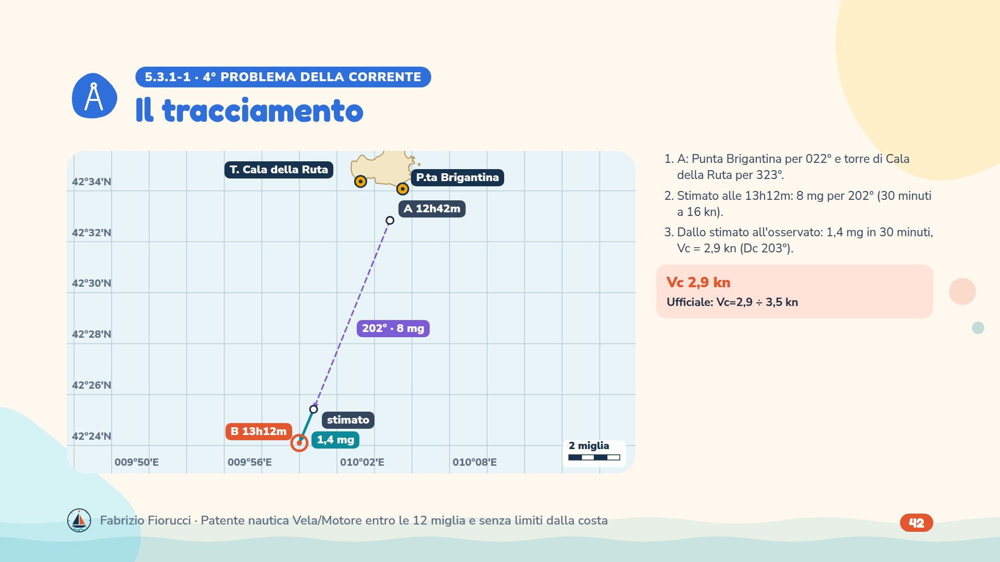 5.3.1-1 · 4° PROBLEMA DELLA CORRENTE
Il tracciamento
T. Cala della Ruta
P.ta Brigantina
A 12h42m
42°34'N
42°32'N
42°30'N
42°28'N
42°26'N
42°24'N
202° · 8 mg
stimato
B 13h12m
1,4 mg
2 miglia
009°50'E
009°56'E
010°02'E
010°08'E
1. A: Punta Brigantina per 022° e torre di Cala
della Ruta per 323°.
2. Stimato alle 13h12m: 8 mg per 202° (30 minuti
a 16 kn).
3. Dallo stimato all'osservato: 1,4 mg in 30 minuti,
Vc = 2,9 kn (Dc 203°).
Vc 2,9 kn
Ufficiale: Vc=2,9 ÷ 3,5 kn
Fabrizio Fiorucci · Patente nautica Vela/Motore entro le 12 miglia e senza limiti dalla costa
42